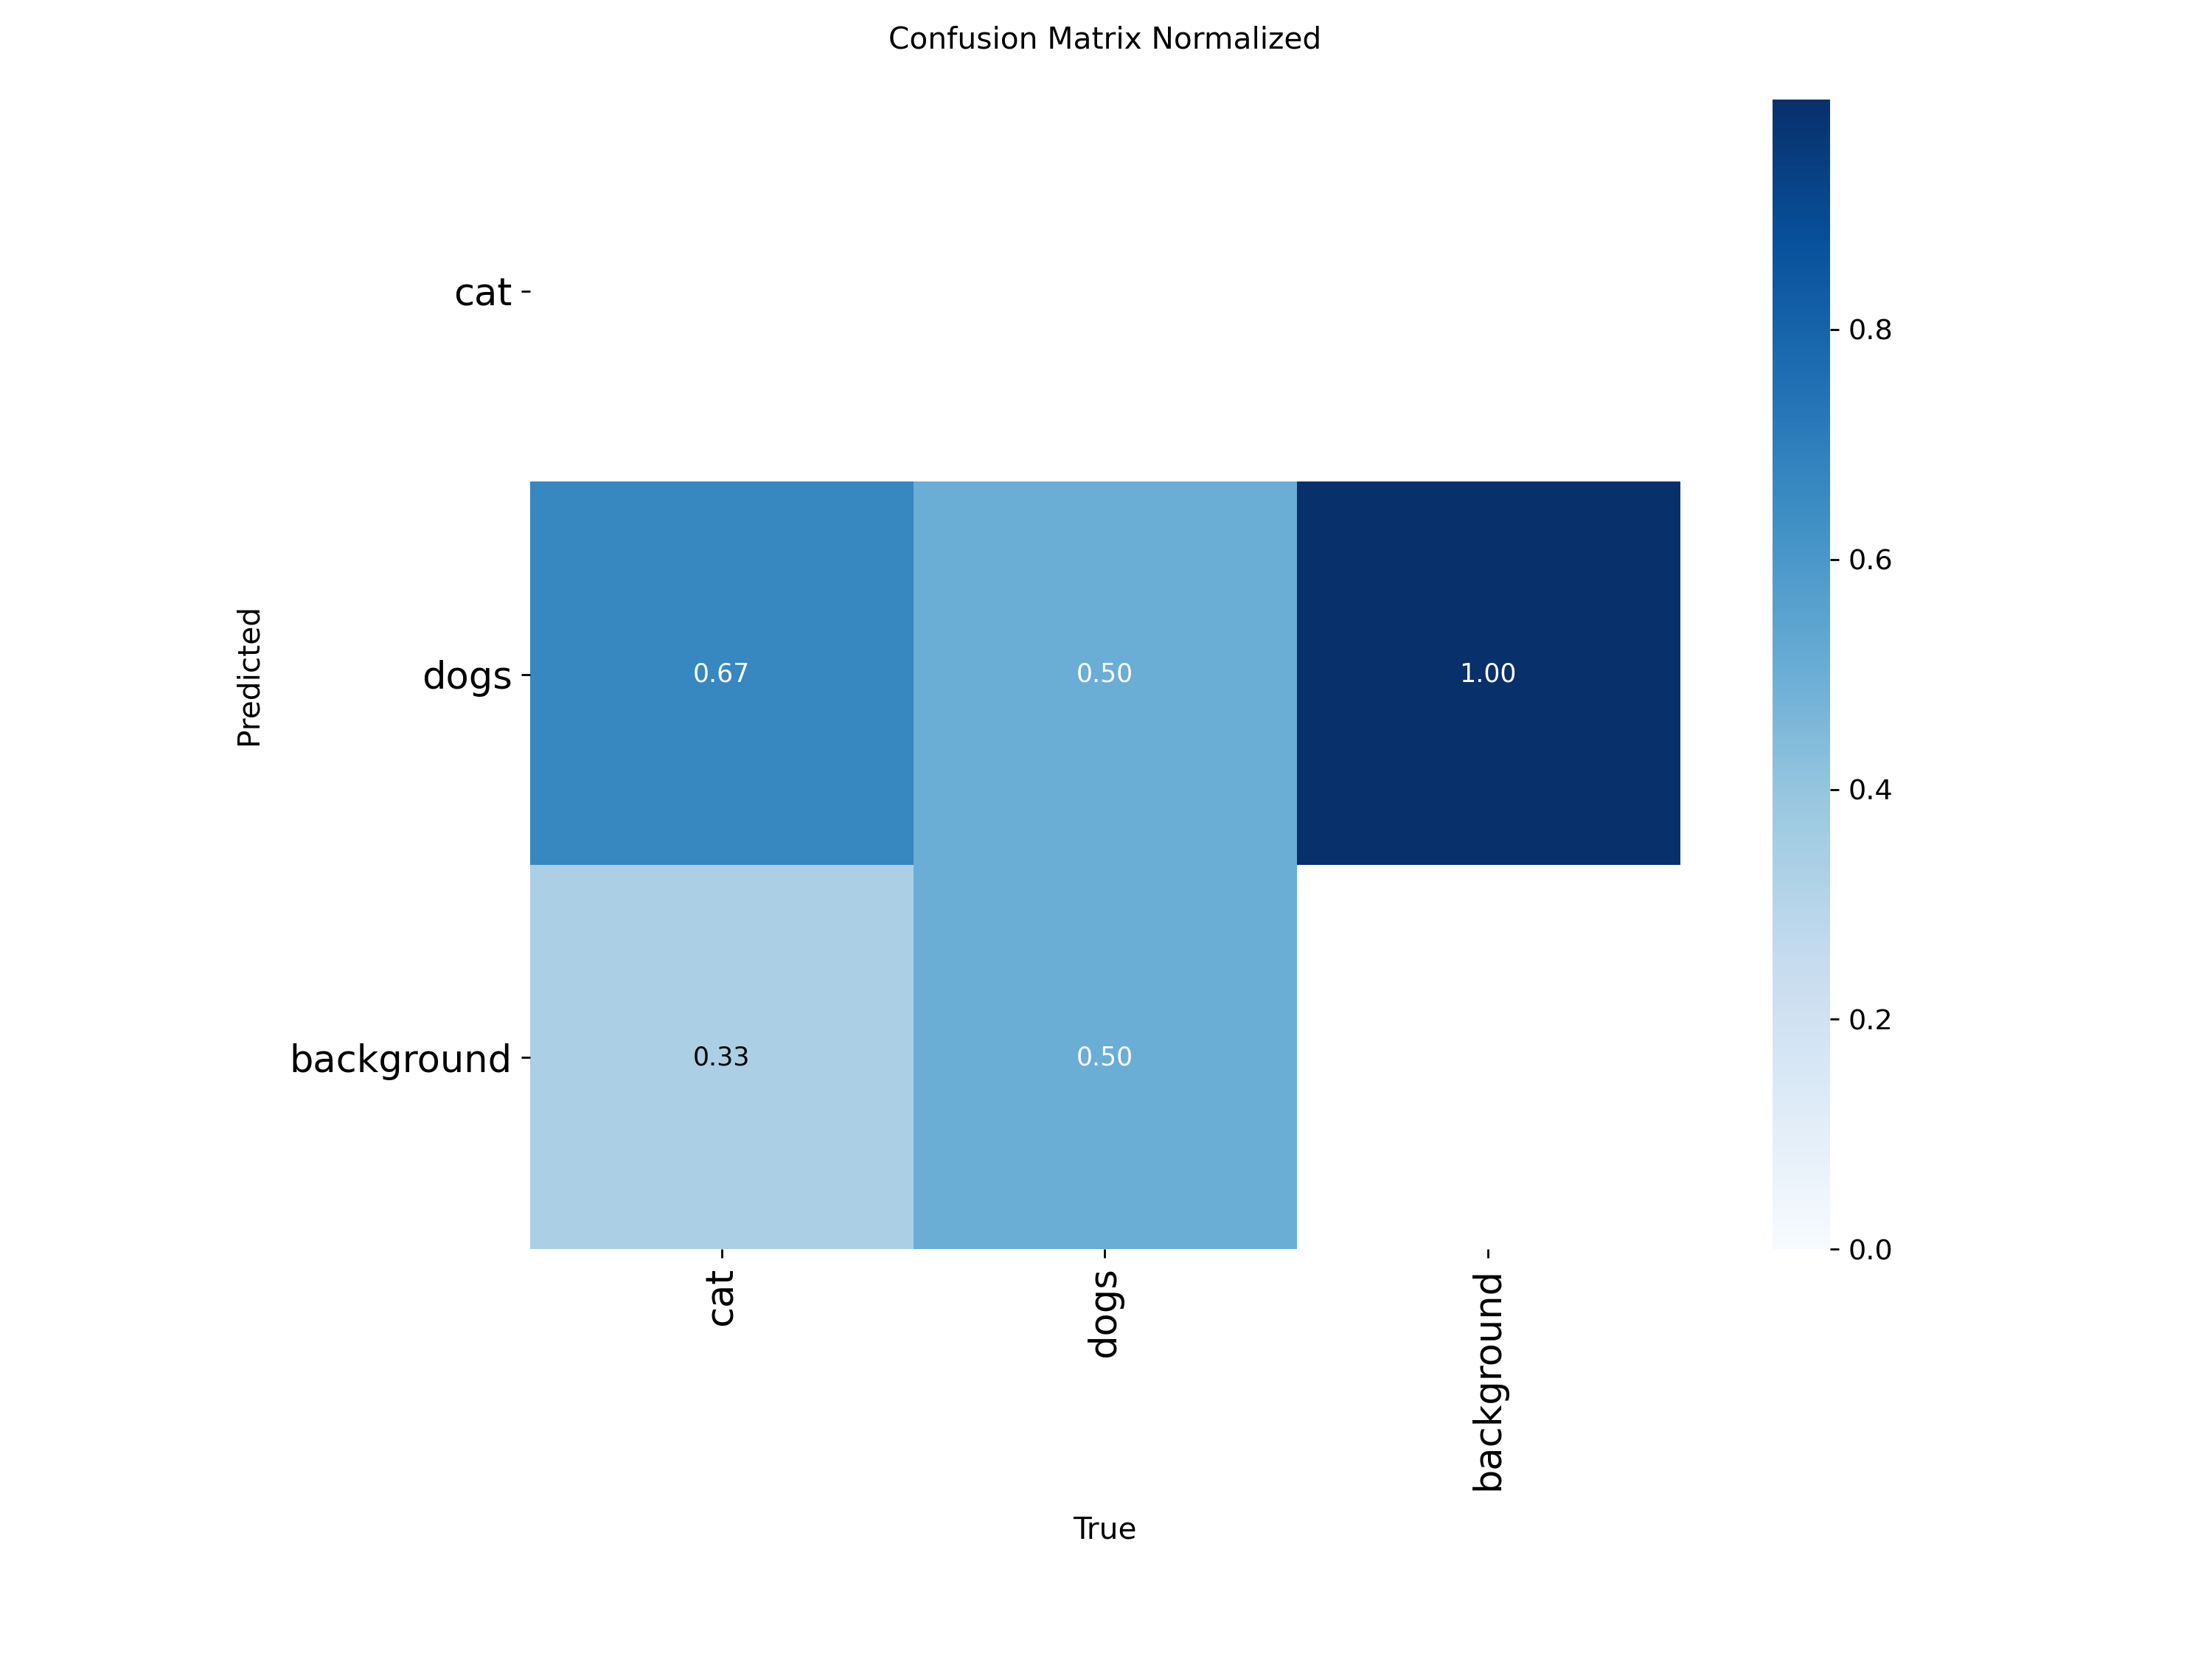 Confusion Matrix Normalized
cat
dogs
background
Predicted
0.67
0.50
1.00
0.33
0.50
cat
dogs
background
True
0.8
0.6
0.4
0.2
0.0